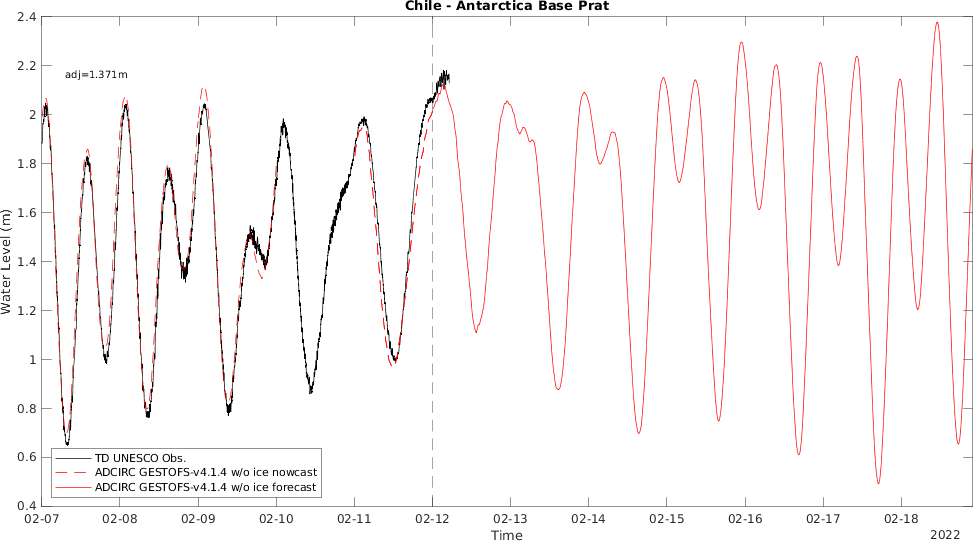 Chile - Antarctica Base Prat
adj=1.371m
2.4
2.2
2
1.8
1.6
1.4
1.2
1
0.8
0.6
0.4
Water Level (m)
TD UNESCO Obs.
ADCIRC GESTOFS-v4.1.4 w/o ice nowcast
ADCIRC GESTOFS-v4.1.4 w/o ice forecast
02-07 02-08 02-09 02-10 02-11 02-12 02-13 02-14 02-15 02-16 02-17 02-18
Time
2022